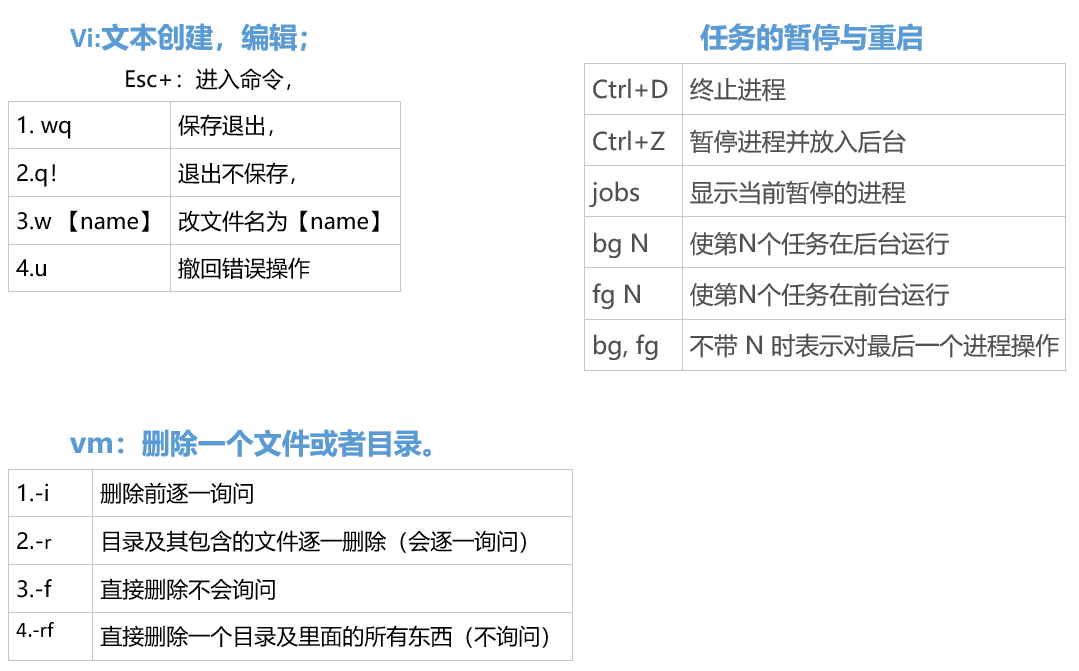 Vi:文本创建，编辑；
Esc+：进入命令，
1. wq 保存退出，
2.q! 退出不保存，
3.w 【name】 改文件名为【name】
4.u 撤回错误操作
任务的暂停与重启
Ctrl+D 终止进程
Ctrl+Z 暂停进程并放入后台
jobs 显示当前暂停的进程
bg N 使第N个任务在后台运行
fg N 使第N个任务在前台运行
bg, fg 不带 N 时表示对最后一个进程操作
vm：删除一个文件或者目录。
1.-i 删除前逐一询问
2.-r 目录及其包含的文件逐一删除（会逐一询问）
3.-f 直接删除不会询问
4.-rf 直接删除一个目录及里面的所有东西（不询问）